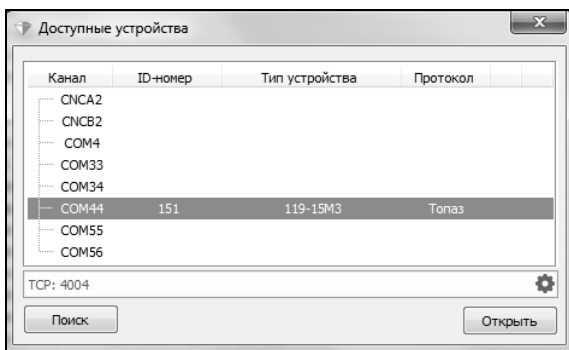 Доступные устройства
Канал ID-номер Тип устройства Протокол
CNCA2
CNCB2
COM4
COM33
COM34
COM44 151 119-15М3 Топаз
COM55
COM56
TCP: 4004
Поиск Открыть